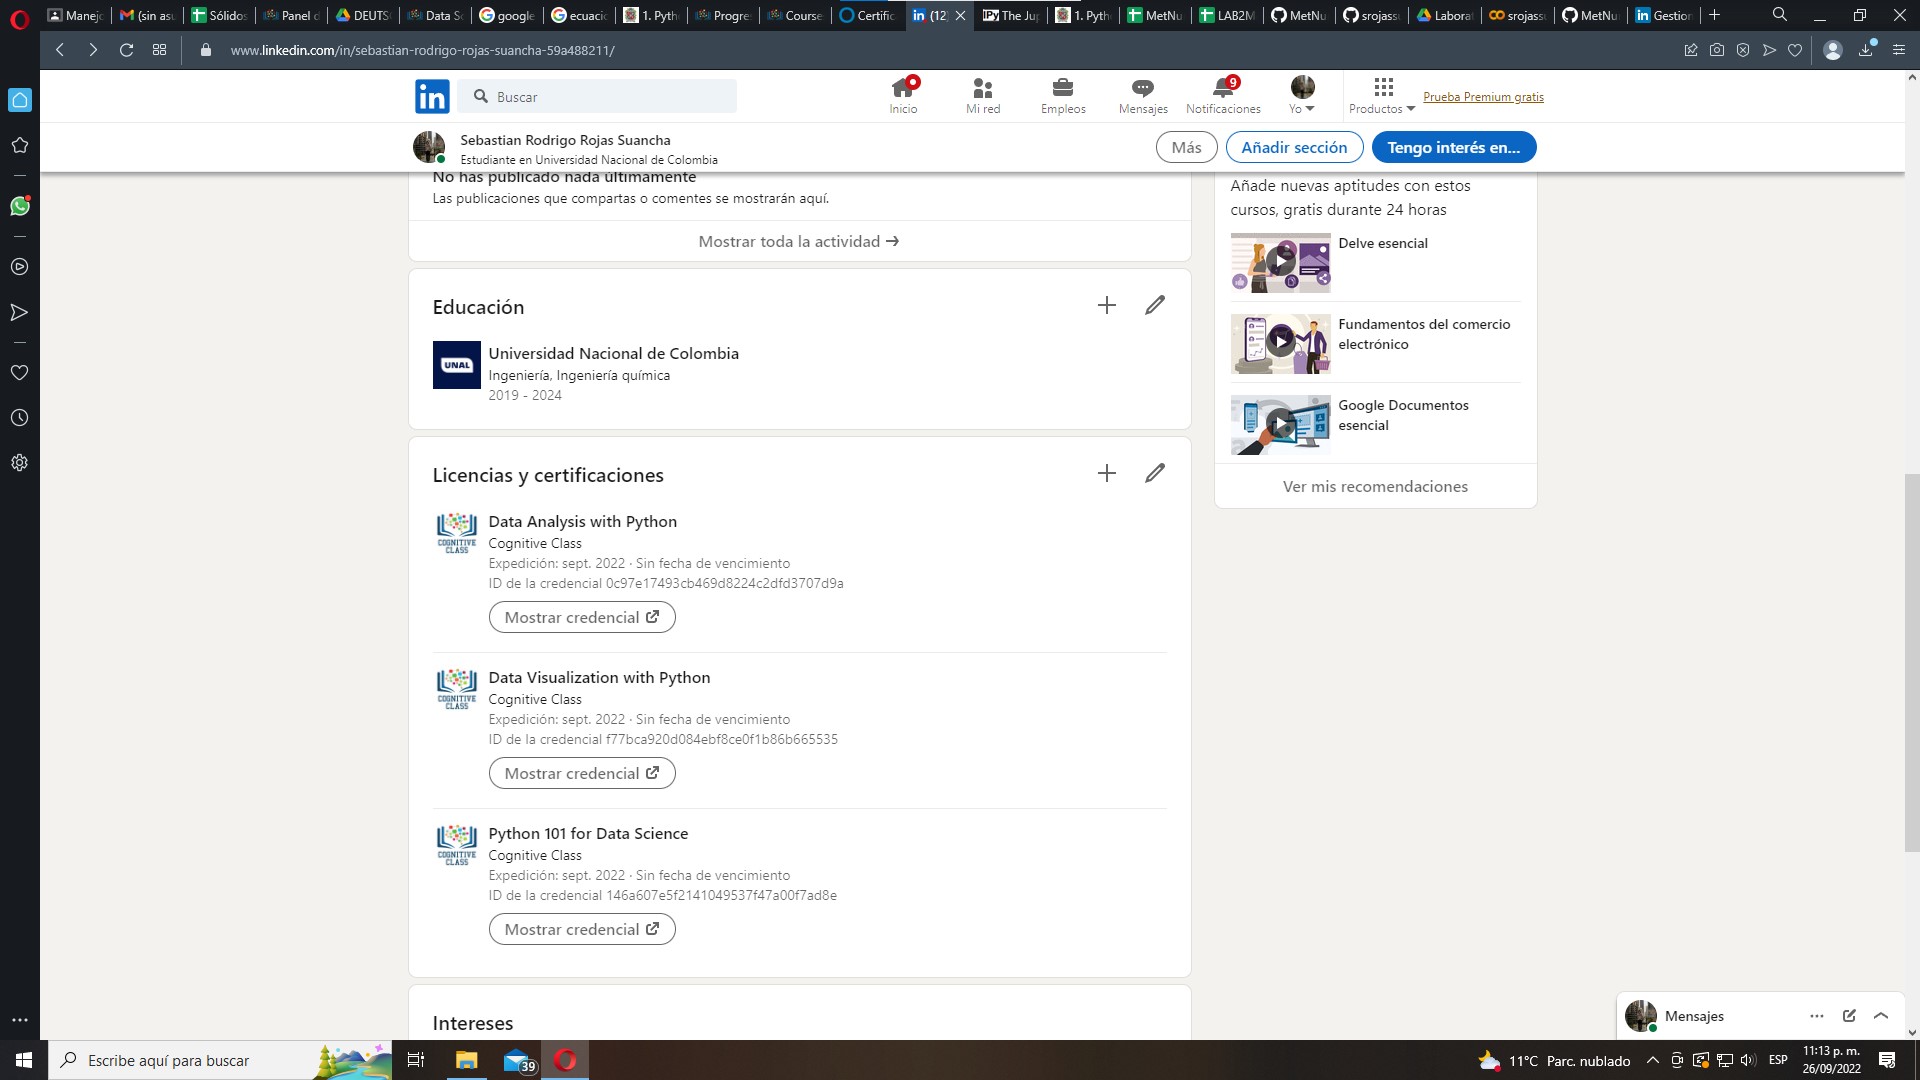 Manej
(sin asu
Sólidos
Panel d
DEUTS
Data Sc
google
ecuacio
1. Pyth
Progre
Course
Certific
(12)
The Ju
1. Pyth
MetNu
LAB2M
MetNu
srojass
Labora
srojass
MetNu
Gestion
www.linkedin.com/in/sebastian-rodrigo-rojas-suancha-59a488211/
in
Buscar
Inicio
Mi red
Empleos
Mensajes
9
Notificaciones
Yo
Productos
Prueba Premium gratis
Sebastian Rodrigo Rojas Suancha
Estudiante en Universidad Nacional de Colombia
Más
Añadir sección
Tengo interés en...
No has publicado nada últimamente
Las publicaciones que compartas o comentes se mostrarán aquí.
Mostrar toda la actividad →
Educación
UNAL
Universidad Nacional de Colombia
Ingeniería, Ingeniería química
2019 - 2024
Licencias y certificaciones
COGNITIVE CLASS
Data Analysis with Python
Cognitive Class
Expedición: sept. 2022 · Sin fecha de vencimiento
ID de la credencial 0c97e17493cb469d8224c2dfd3707d9a
Mostrar credencial
COGNITIVE CLASS
Data Visualization with Python
Cognitive Class
Expedición: sept. 2022 · Sin fecha de vencimiento
ID de la credencial f77bca920d084ebf8ce0f1b86b665535
Mostrar credencial
COGNITIVE CLASS
Python 101 for Data Science
Cognitive Class
Expedición: sept. 2022 · Sin fecha de vencimiento
ID de la credencial 146a607e5f2141049537f47a00f7ad8e
Mostrar credencial
Intereses
Añade nuevas aptitudes con estos
cursos, gratis durante 24 horas
Delve esencial
Fundamentos del comercio
electrónico
Google Documentos
esencial
Ver mis recomendaciones
Mensajes
Escribe aquí para buscar
39
11°C Parc. nublado
ESP
11:13 p. m.
26/09/2022